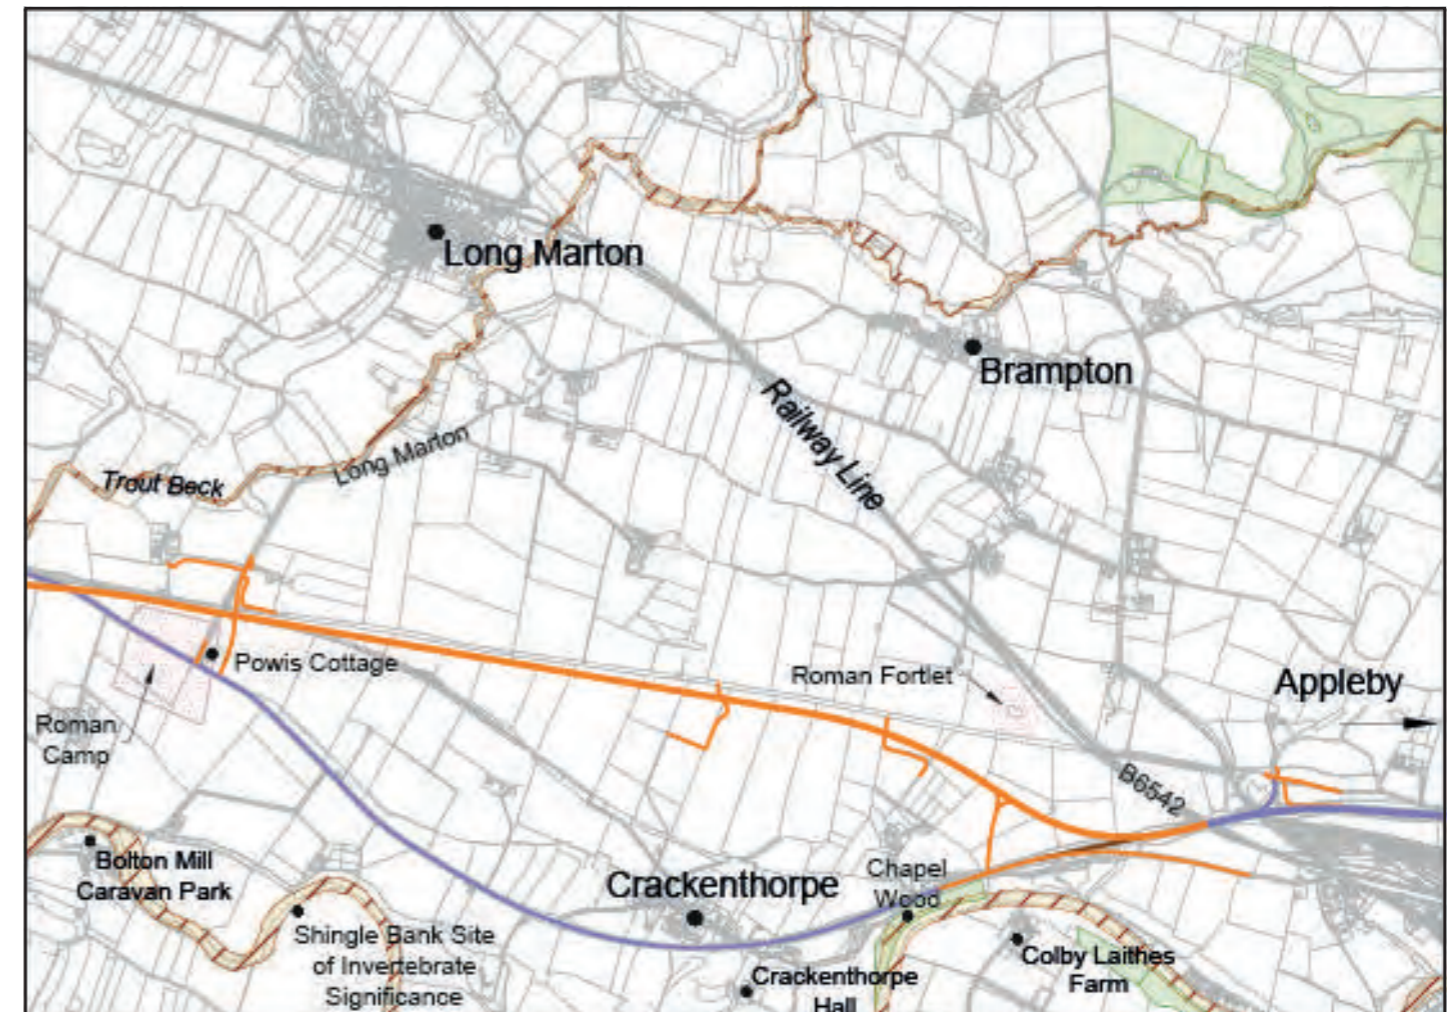 Long Marton
Brampton
Railway Line
Long Marton
Trout Beck
Powis Cottage
Roman Fortlet
Appleby
Roman
Camp
B6542
Bolton Mill
Caravan Park
Crackenthorpe
Chapel
Wood
Shingle Bank Site
of Invertebrate
Significance
Colby Laithes
Farm
Crackenthorpe
Hall